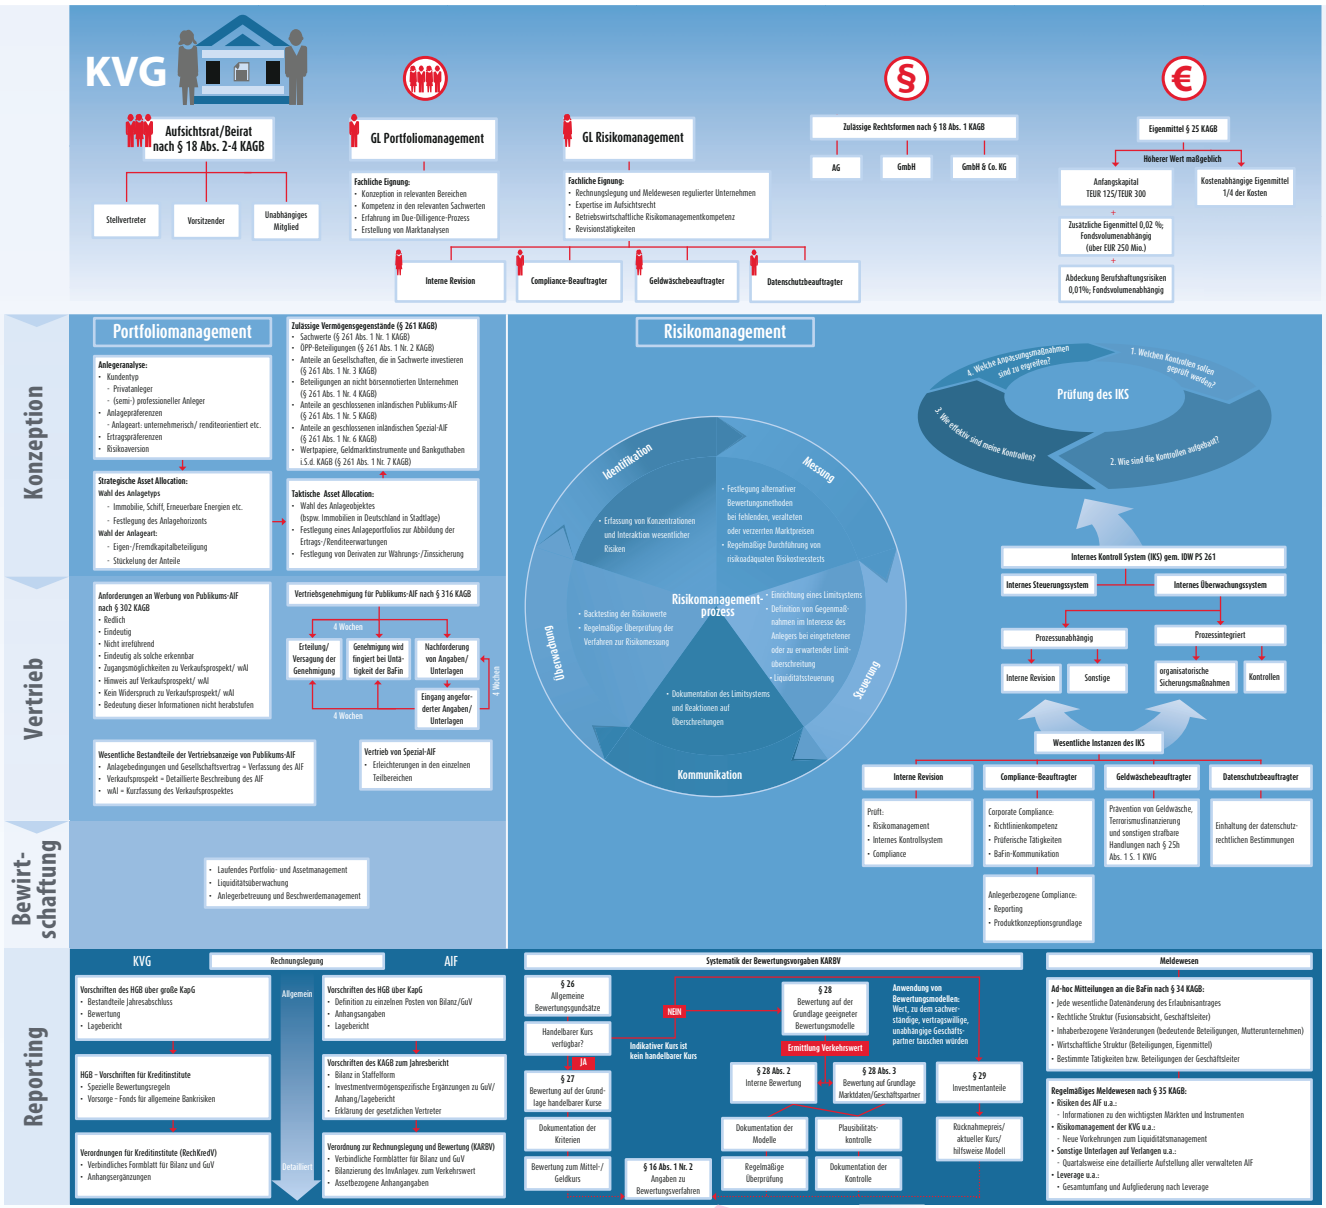 KVG
Aufsichtsrat/Beirat
nach § 18 Abs. 2-4 KAGB
Stellvertreter
Vorsitzender
Unabhängiges
Mitglied
GL Portfoliomanagement
Fachliche Eignung:
• Konzeption in relevanten Bereichen
• Kompetenz in den relevanten Sachwerten
• Erfahrung im Due-Dilligence-Prozess
• Erstellung von Marktanalysen
GL Risikomanagement
Fachliche Eignung:
• Rechnungslegung und Meldewesen regulierter Unternehmen
• Expertise im Aufsichtsrecht
• Betriebswirtschaftliche Risikomanagementkompetenz
• Revisionstätigkeiten
Interne Revision
Compliance-Beauftragter
Geldwäschebeauftragter
Datenschutzbeauftragter
§
Zulässige Rechtsformen nach § 18 Abs. 1 KAGB
AG
GmbH
GmbH & Co. KG
€
Eigenmittel § 25 KAGB
Höherer Wert maßgeblich
Anfangskapital
TEUR 125/TEUR 300
Kostenabhängige Eigenmittel
1/4 der Kosten
+
Zusätzliche Eigenmittel 0,02 %;
Fondsvolumenabhängig
(über EUR 250 Mio.)
+
Abdeckung Berufshaftungsrisiken
0,01%; Fondsvolumenabhängig
Konzeption
Portfoliomanagement
Anlegeranalyse:
• Kundentyp
- Privatanleger
- (semi-) professioneller Anleger
• Anlagepräferenzen
- Anlageart: unternehmerisch/ renditeorientiert etc.
• Ertragspräferenzen
• Risikoaversion
Strategische Asset Allocation:
Wahl des Anlagetyps
- Immobilie, Schiff, Erneuerbare Energien etc.
- Festlegung des Anlagehorizonts
Wahl der Anlageart:
- Eigen-/Fremdkapitalbeteiligung
- Stückelung der Anteile
Zulässige Vermögensgegenstände (§ 261 KAGB)
• Sachwerte (§ 261 Abs. 1 Nr. 1 KAGB)
• ÖPP-Beteiligungen (§ 261 Abs. 1 Nr. 2 KAGB)
• Anteile an Gesellschaften, die in Sachwerte investieren
(§ 261 Abs. 1 Nr. 3 KAGB)
• Beteiligungen an nicht börsennotierten Unternehmen
(§ 261 Abs. 1 Nr. 4 KAGB)
• Anteile an geschlossenen inländischen Publikums-AIF
(§ 261 Abs. 1 Nr. 5 KAGB)
• Anteile an geschlossenen inländischen Spezial-AIF
(§ 261 Abs. 1 Nr. 6 KAGB)
• Wertpapiere, Geldmarktinstrumente und Bankguthaben
i.S.d. KAGB (§ 261 Abs. 1 Nr. 7 KAGB)
Taktische Asset Allocation:
• Wahl des Anlageobjektes
(bspw. Immobilien in Deutschland in Stadtlage)
• Festlegung eines Anlageportfolios zur Abbildung der
Ertrags-/Renditeerwartungen
• Festlegung von Derivaten zur Währungs-/Zinssicherung
Vertrieb
Anforderungen an Werbung von Publikums-AIF
nach § 302 KAGB
• Redlich
• Eindeutig
• Nicht irreführend
• Eindeutig als solche erkennbar
• Zugangsmöglichkeiten zu Verkaufsprospekt/ wAI
• Hinweis auf Verkaufsprospekt/ wAI
• Kein Widerspruch zu Verkaufsprospekt/ wAI
• Bedeutung dieser Informationen nicht herabstufen
Vertriebsgenehmigung für Publikums-AIF nach § 316 KAGB
4 Wochen
Erteilung/
Versagung der
Genehmigung
Genehmigung wird
fingiert bei Untä-
tigkeit der BaFin
Nachforderung
von Angaben/
Unterlagen
Eingang angefor-
derter Angaben/
Unterlagen
4 Wochen
4 Wochen
Wesentliche Bestandteile der Vertriebsanzeige von Publikums-AIF
• Anlagebedingungen und Gesellschaftsvertrag = Verfassung des AIF
• Verkaufsprospekt = Detaillierte Beschreibung des AIF
• wAI = Kurzfassung des Verkaufsprospektes
Vertrieb von Spezial-AIF
• Erleichterungen in den einzelnen
Teilbereichen
Bewirt-
schaftung
• Laufendes Portfolio- und Assetmanagement
• Liquiditätsüberwachung
• Anlegerbetreuung und Beschwerdemanagement
Risikomanagement
Identifikation
• Erfassung von Konzentrationen
und Interaktion wesentlicher
Risiken
Messung
• Festlegung alternativer
Bewertungsmethoden
bei fehlenden, veralteten
oder verzerrten Marktpreisen
• Regelmäßige Durchführung von
risikoadäquaten Risikostresstests
Risikomanagement-
prozess
Steuerung
• Einrichtung eines Limitsystems
• Definition von Gegenmaß-
nahmen im Interesse des
Anlegers bei eingetretener
oder zu erwartender Limit-
überschreitung
• Liquiditätssteuerung
Überwachung
• Backtesting der Risikowerte
• Regelmäßige Überprüfung der
Verfahren zur Risikomessung
• Dokumentation des Limitsystems
und Reaktionen auf
Überschreitungen
Kommunikation
Prüfung des IKS
1. Welchen Kontrollen sollen
geprüft werden?
2. Wie sind die Kontrollen aufgebaut?
3. Wie effektiv sind meine Kontrollen?
4. Welche Anpassungsmaßnahmen
sind zu ergreifen?
Internes Kontroll System (IKS) gem. IDW PS 261
Internes Steuerungssystem
Internes Überwachungssystem
Prozessunabhängig
Prozessintegriert
Interne Revision
Sonstige
organisatorische
Sicherungsmaßnahmen
Kontrollen
Wesentliche Instanzen des IKS
Interne Revision
Compliance-Beauftragter
Geldwäschebeauftragter
Datenschutzbeauftragter
Prüft:
• Risikomanagement
• Internes Kontrollsystem
• Compliance
Corporate Compliance:
• Richtlinienkompetenz
• Prüferische Tätigkeiten
• BaFin-Kommunikation
Prävention von Geldwäsche,
Terrorismusfinanzierung
und sonstigen strafbare
Handlungen nach § 25h
Abs. 1 S. 1 KWG
Einhaltung der datenschutz-
rechtlichen Bestimmungen
Anlegerbezogene Compliance:
• Reporting
• Produktkonzeptionsgrundlage
Reporting
KVG
Rechnungslegung
AIF
Allgemein
Detailliert
Vorschriften des HGB über große KapG
• Bestandteile Jahresabschluss
• Bewertung
• Lagebericht
HGB – Vorschriften für Kreditinstitute
• Spezielle Bewertungsregeln
• Vorsorge – Fonds für allgemeine Bankrisiken
Verordnungen für Kreditinstitute (RechKredV)
• Verbindliches Formblatt für Bilanz und GuV
• Anhangsergänzungen
Vorschriften des HGB über KapG
• Definition zu einzelnen Posten von Bilanz/GuV
• Anhangsangaben
• Lagebericht
Vorschriften des KAGB zum Jahresbericht
• Bilanz in Staffelform
• Investmentvermögenspezifische Ergänzungen zu GuV/
Anhang/Lagebericht
• Erklärung der gesetzlichen Vertreter
Verordnung zur Rechnungslegung und Bewertung (KARBV)
• Verbindliche Formblätter für Bilanz und GuV
• Bilanzierung des InvAnlagev. zum Verkehrswert
• Assetbezogene Anhangangaben
Systematik der Bewertungsvorgaben KARBV
§ 26
Allgemeine
Bewertungsgundsätze
Handelbarer Kurs
verfügbar?
NEIN
JA
Indikativer Kurs ist
kein handelbarer Kurs
§ 27
Bewertung auf der Grund-
lage handelbarer Kurse
Dokumentation der
Kriterien
Bewertung zum Mittel-/
Geldkurs
§ 16 Abs. 1 Nr. 2
Angaben zu
Bewertungsverfahren
§ 28
Bewertung auf der
Grundlage geeigneter
Bewertungsmodelle
Ermittlung Verkehrswert
§ 28 Abs. 2
Interne Bewertung
§ 28 Abs. 3
Bewertung auf Grundlage
Marktdaten/Geschäftspartner
Dokumentation der
Modelle
Plausibilitäts-
kontrolle
Regelmäßige
Überprüfung
Dokumentation der
Kontrolle
Anwendung von
Bewertungsmodellen:
Wert, zu dem sachver-
ständige, vertragswillige,
unabhängige Geschäfts-
partner tauschen würden
§ 29
Investmentanteile
Rücknahmepreis/
aktueller Kurs/
hilfsweise Modell
Meldewesen
Ad-hoc Mitteilungen an die BaFin nach § 34 KAGB:
• Jede wesentliche Datenänderung des Erlaubnisantrages
• Rechtliche Struktur (Fusionsabsicht, Geschäftsleiter)
• Inhaberbezogene Veränderungen (bedeutende Beteiligungen, Mutterunternehmen)
• Wirtschaftliche Struktur (Beteiligungen, Eigenmittel)
• Bestimmte Tätigkeiten bzw. Beteiligungen der Geschäftsleiter
Regelmäßiges Meldewesen nach § 35 KAGB:
• Risiken des AIF u.a.:
- Informationen zu den wichtigsten Märkten und Instrumenten
• Risikomanagement der KVG u.a.:
- Neue Vorkehrungen zum Liquiditätsmanagement
• Sonstige Unterlagen auf Verlangen u.a.:
- Quartalsweise eine detaillierte Aufstellung aller verwalteten AIF
• Leverage u.a.:
- Gesamtumfang und Aufgliederung nach Leverage